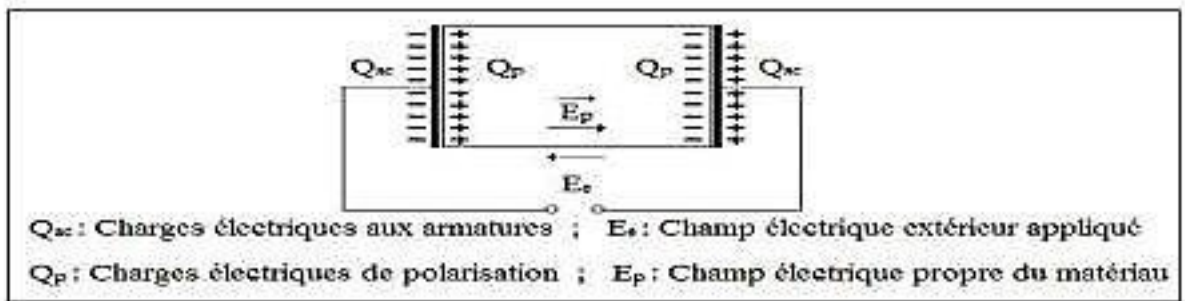 Qac Qp Qp Qac
Ep
Ee
Qac : Charges électriques aux armatures ; Ee : Champ électrique extérieur appliqué
Qp : Charges électriques de polarisation ; Ep : Champ électrique propre du matériau